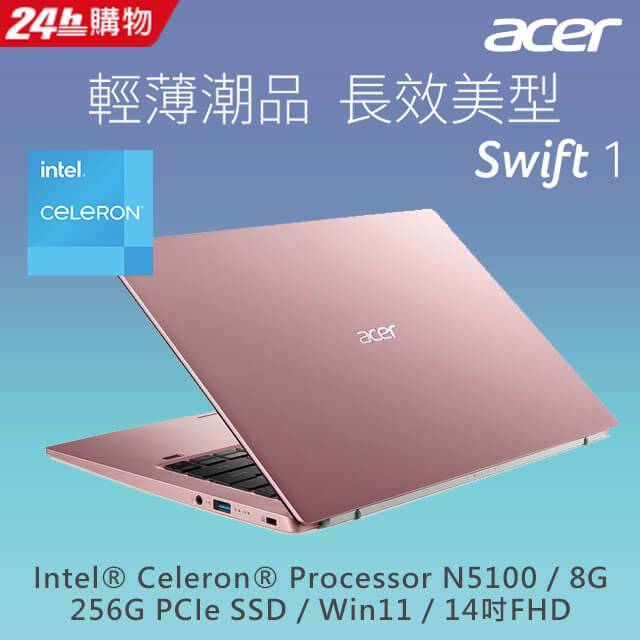 24h購物
acer
輕薄潮品 長效美型
Swift 1
intel.
CELERON®
acer
Intel® Celeron® Processor N5100 / 8G
256G PCIe SSD / Win11 / 14吋FHD